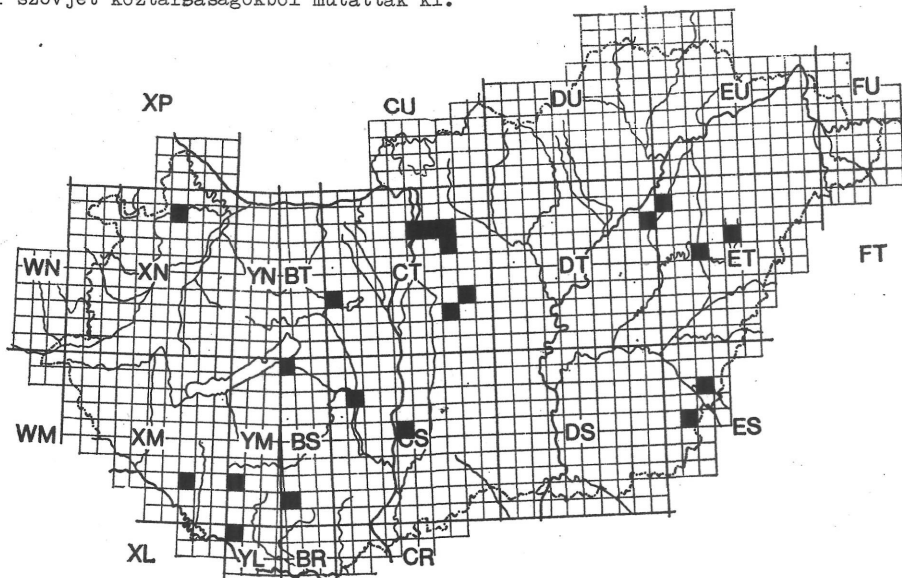 szovjet köztársaságokból mutatták ki.
XP CU DU EU FU
WN XN YN BT CT DT ET FT
WM XM YM BS CS DS ES
XL YL BR CR